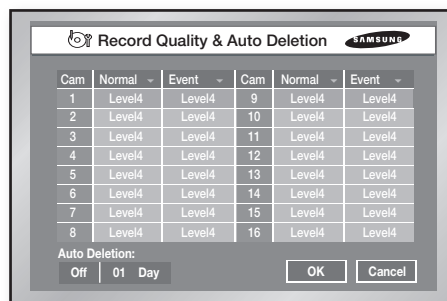 Record Quality & Auto Deletion SAMSUNG
Cam Normal Event Cam Normal Event
1 Level4 Level4 9 Level4 Level4
2 Level4 Level4 10 Level4 Level4
3 Level4 Level4 11 Level4 Level4
4 Level4 Level4 12 Level4 Level4
5 Level4 Level4 13 Level4 Level4
6 Level4 Level4 14 Level4 Level4
7 Level4 Level4 15 Level4 Level4
8 Level4 Level4 16 Level4 Level4
Auto Deletion:
Off 01 Day OK Cancel